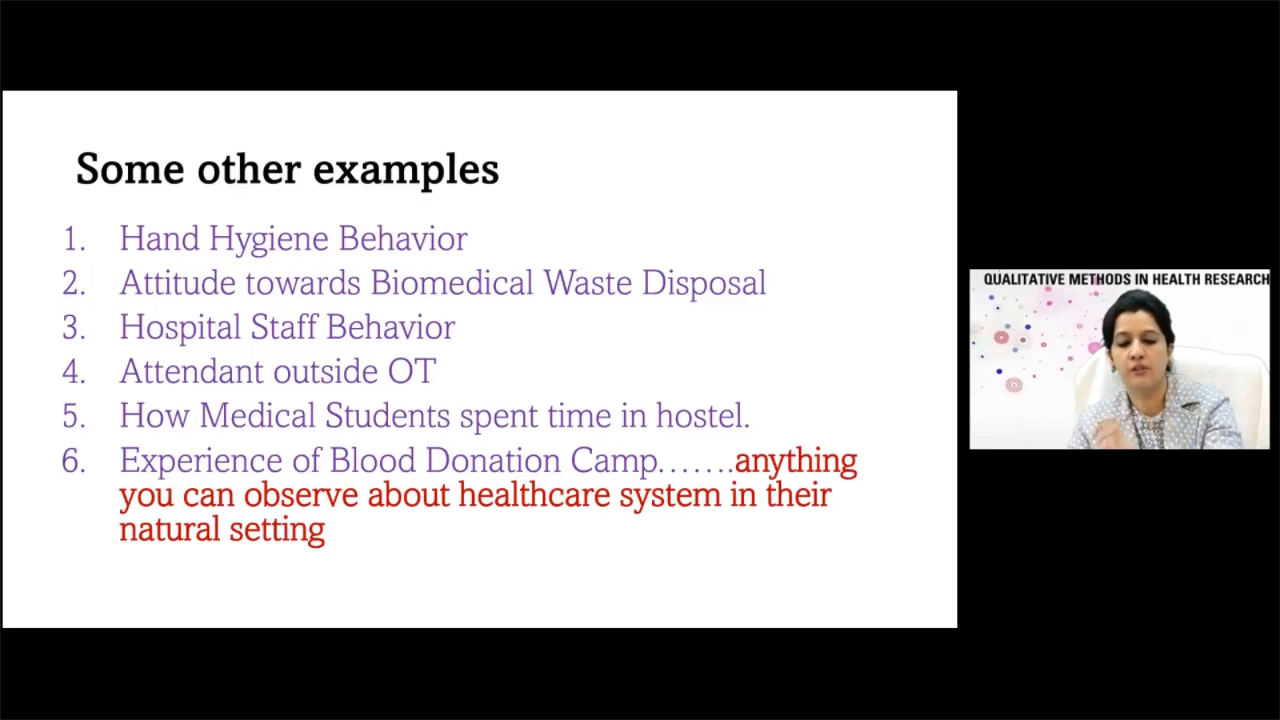 Some other examples
1. Hand Hygiene Behavior
2. Attitude towards Biomedical Waste Disposal
3. Hospital Staff Behavior
4. Attendant outside OT
5. How Medical Students spent time in hostel.
6. Experience of Blood Donation Camp…….anything
you can observe about healthcare system in their
natural setting
QUALITATIVE METHODS IN HEALTH RESEARCH